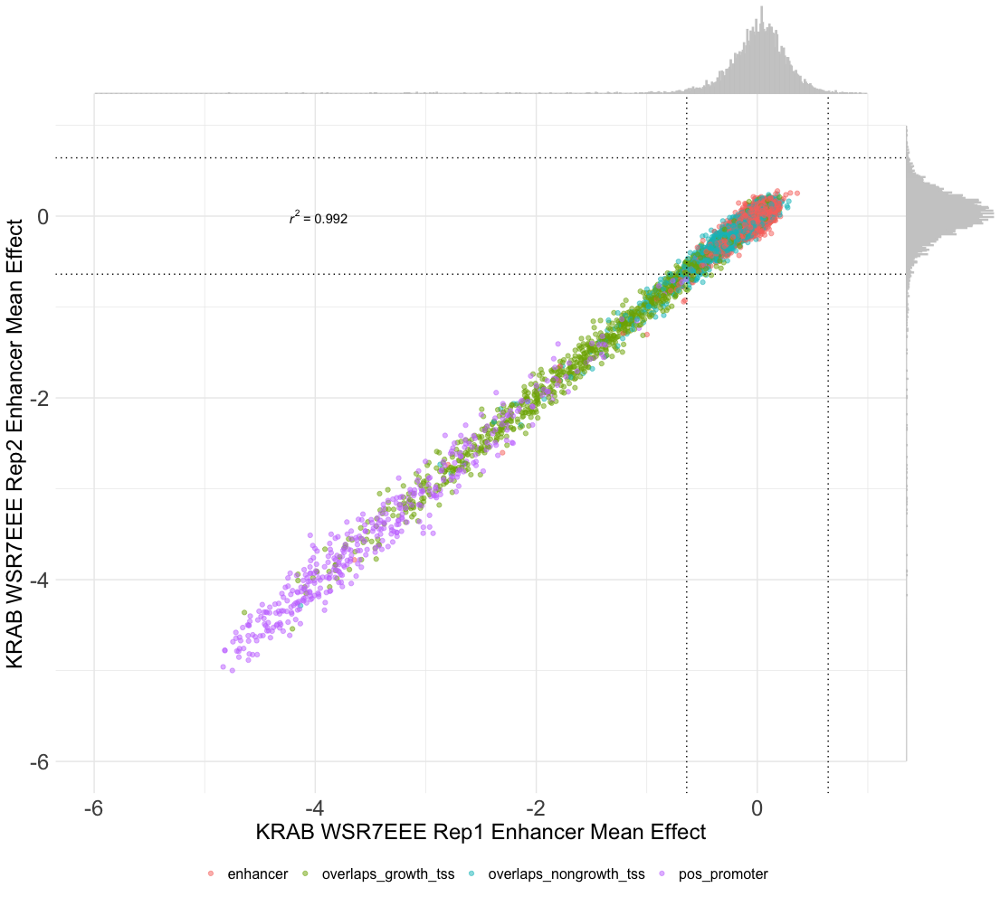 r² = 0.992
0
-2
-4
-6
KRAB WSR7EEE Rep2 Enhancer Mean Effect
-6 -4 -2 0
KRAB WSR7EEE Rep1 Enhancer Mean Effect
enhancer overlaps_growth_tss overlaps_nongrowth_tss pos_promoter